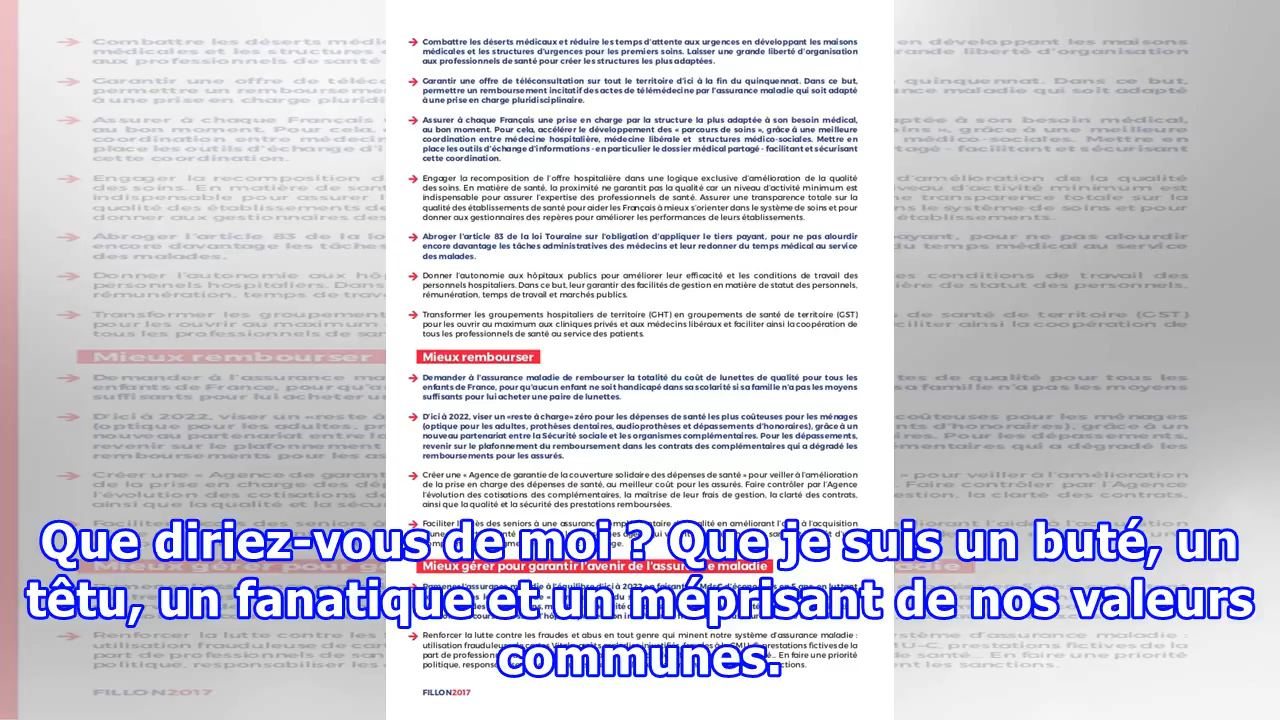 Combattre les déserts médicaux et réduire les temps d'attente aux urgences en développant les maisons
médicales et les structures d'urgences pour les premiers soins. Laisser une grande liberté d'organisation
aux professionnels de santé pour créer les structures les plus adaptées.
Garantir une offre de téléconsultation sur tout le territoire d'ici à la fin du quinquennat. Dans ce but,
permettre un remboursement incitatif des actes de télémédecine par l'assurance maladie qui soit adapté
à une prise en charge pluridisciplinaire.
Assurer à chaque Français une prise en charge par la structure la plus adaptée à son besoin médical,
au bon moment. Pour cela, accélérer le développement des « parcours de soins », grâce à une meilleure
coordination entre médecine hospitalière, médecine libérale et structures médico-sociales. Mettre en
place les outils d'échange d'informations - en particulier le dossier médical partagé - facilitant et sécurisant
cette coordination.
Engager la recomposition de l'offre hospitalière dans une logique exclusive d'amélioration de la qualité
des soins. En matière de santé, la proximité ne garantit pas la qualité car un niveau d'activité minimum est
indispensable pour assurer l'expertise des professionnels de santé. Assurer une transparence totale sur la
qualité des établissements de santé pour aider les Français à mieux s'orienter dans le système de soins et pour
donner aux gestionnaires des repères pour améliorer les performances de leurs établissements.
Abroger l'article 83 de la loi Touraine sur l'obligation d'appliquer le tiers payant, pour ne pas alourdir
encore davantage les tâches administratives des médecins et leur redonner du temps médical au service
des malades.
Donner l'autonomie aux hôpitaux publics pour améliorer leur efficacité et les conditions de travail des
personnels hospitaliers. Dans ce but, leur garantir des facilités de gestion en matière de statut des personnels,
rémunération, temps de travail et marchés publics.
Transformer les groupements hospitaliers de territoire (GHT) en groupements de santé de territoire (GST)
pour les ouvrir au maximum aux cliniques privés et aux médecins libéraux et faciliter ainsi la coopération de
tous les professionnels de santé au service des patients.
Mieux rembourser
Demander à l'assurance maladie de rembourser la totalité du coût de lunettes de qualité pour tous les
enfants de France, pour qu'aucun enfant ne soit handicapé dans sa scolarité si sa famille n'a pas les moyens
suffisants pour lui acheter une paire de lunettes.
D'ici à 2022, viser un «reste à charge» zéro pour les dépenses de santé les plus coûteuses pour les ménages
(optique pour les adultes, prothèses dentaires, audioprothèses et dépassements d'honoraires), grâce à un
nouveau partenariat entre la Sécurité sociale et les organismes complémentaires. Pour les dépassements,
revenir sur le plafonnement du remboursement dans les contrats des complémentaires qui a dégradé les
remboursements pour les assurés.
Créer une « Agence de garantie de la couverture solidaire des dépenses de santé » pour veiller à l'amélioration
de la prise en charge des dépenses de santé, au meilleur coût pour les assurés. Faire contrôler par l'Agence
l'évolution des cotisations des complémentaires, la maîtrise de leur frais de gestion, la clarté des contrats,
ainsi que la qualité et la sécurité des prestations remboursées.
Faciliter des seniors à une en améliorant à l'acquisition
Que diriez-vous de moi ? Que je suis un buté, un
Mieux gérer pour garantir l'avenir de l'assurance maladie
têtu, un fanatique et un méprisant de nos valeurs
Renforcer la lutte contre les fraudes et abus en tout genre qui minent notre système d'assurance maladie :
communes.
FILLON2017